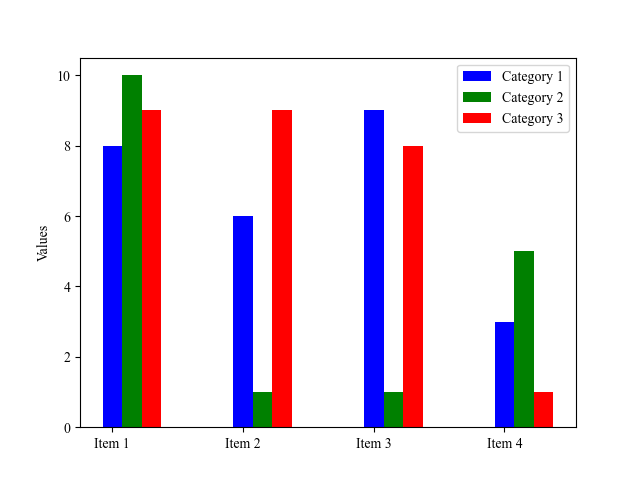 Category 1
Category 2
Category 3
Values
10
8
6
4
2
0
Item 1
Item 2
Item 3
Item 4